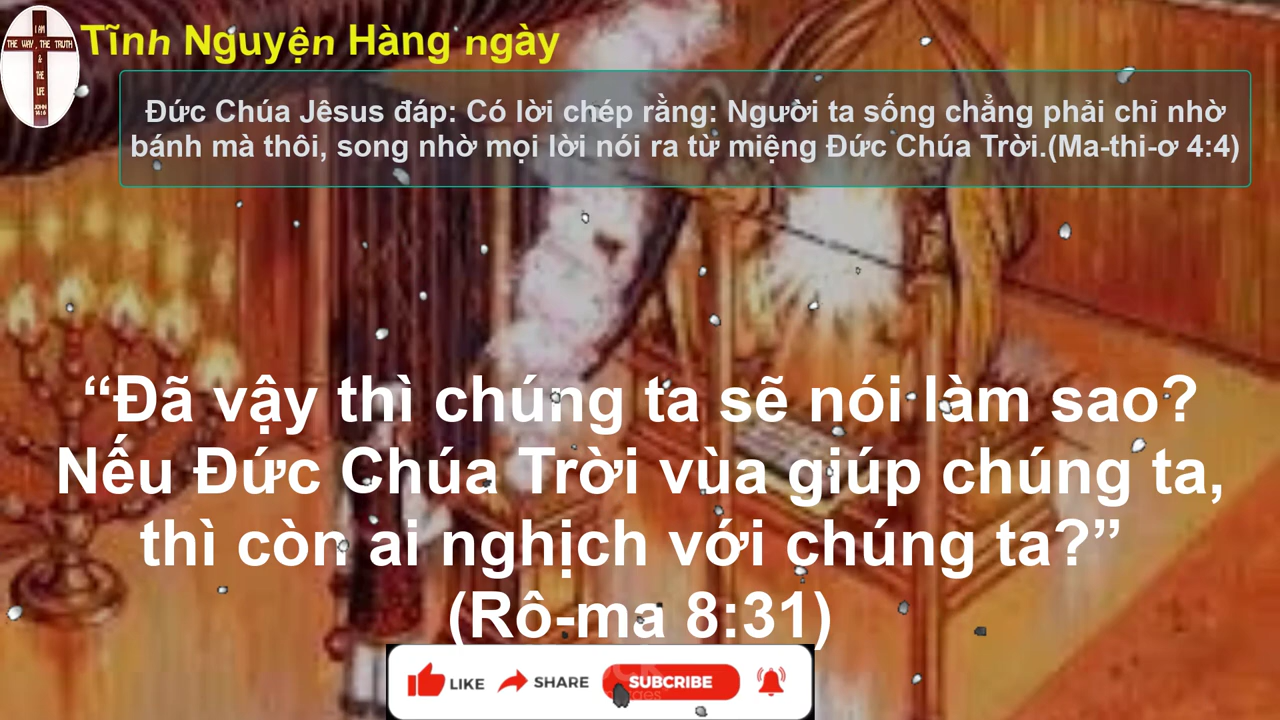 I AM
THE WAY, THE TRUTH
&
THE
LIFE
JOHN
14:6
Tĩnh Nguyện Hàng ngày
Đức Chúa Jêsus đáp: Có lời chép rằng: Người ta sống chẳng phải chỉ nhờ
bánh mà thôi, song nhờ mọi lời nói ra từ miệng Đức Chúa Trời.(Ma-thi-ơ 4:4)
“Đã vậy thì chúng ta sẽ nói làm sao?
Nếu Đức Chúa Trời vùa giúp chúng ta,
thì còn ai nghịch với chúng ta?”
(Rô-ma 8:31)
LIKE SHARE SUBCRIBE